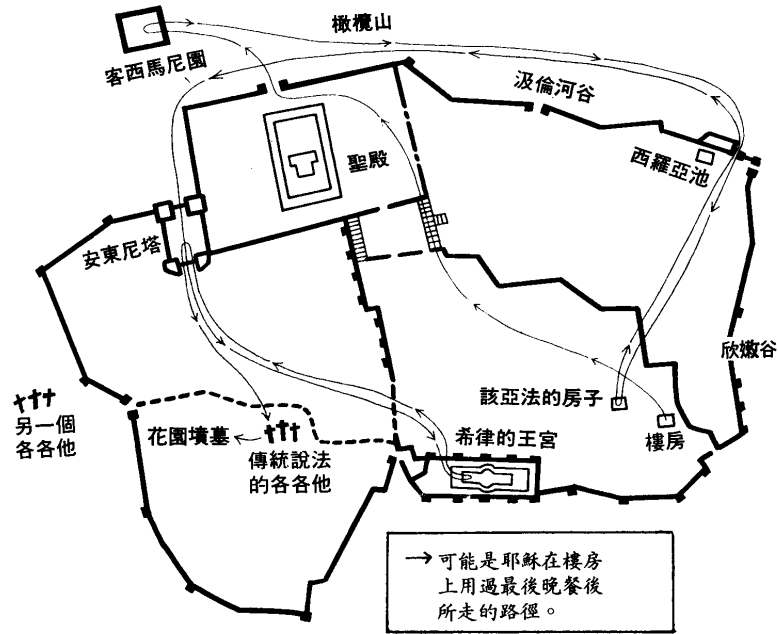 橄欖山
客西馬尼園
汲倫河谷
聖殿
西羅亞池
安東尼塔
欣嫩谷
另一個
各各他
該亞法的房子
花園墳墓
傳統說法
的各各他
希律的王宮
樓房
→可能是耶穌在樓房
上用過最後晚餐後
所走的路徑。